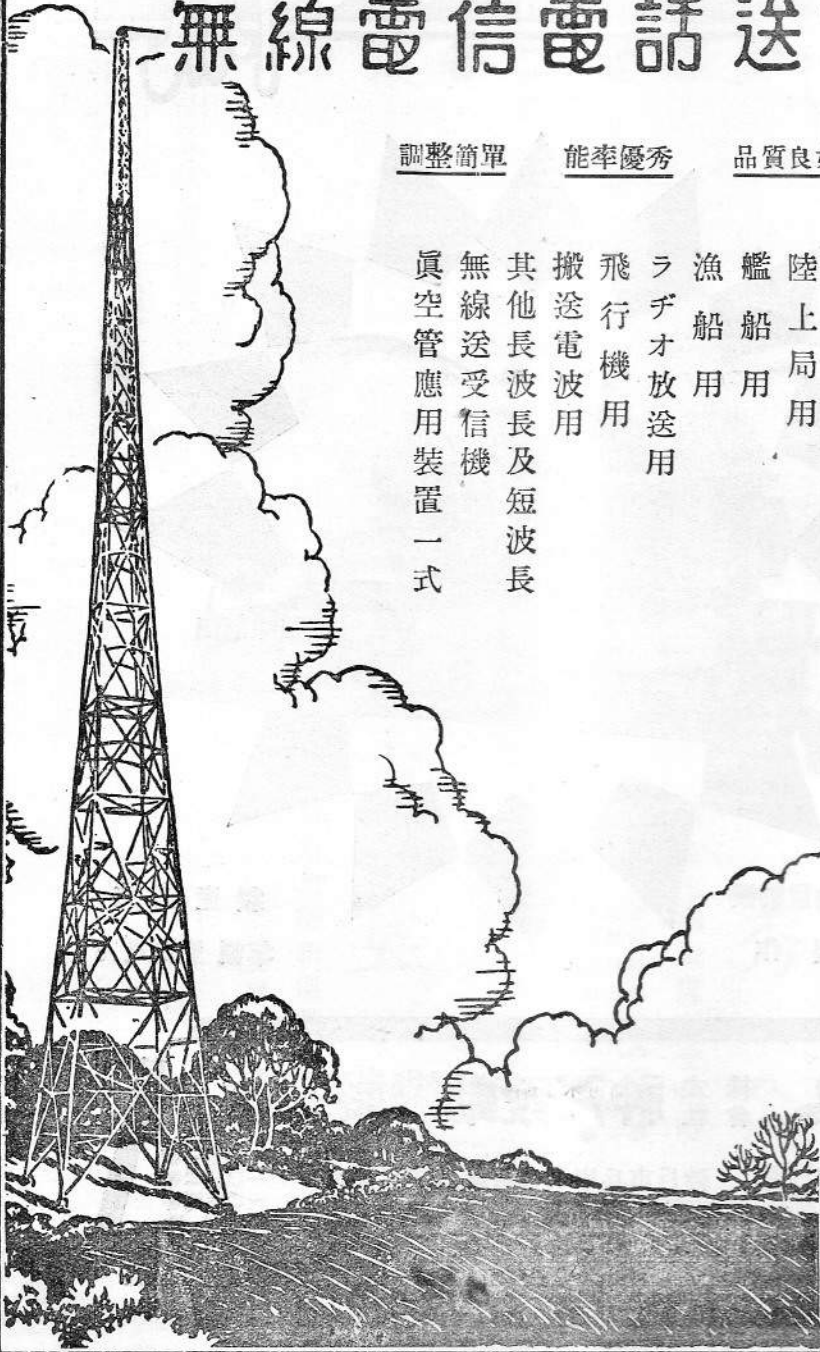 無線電信電話送
調整簡單 能率優秀 品質良
陸上局用
艦船用
漁船用
ラヂオ放送用
飛行機用
搬送電波用
其他長波長及短波長
無線送受信機
眞空管應用裝置一式